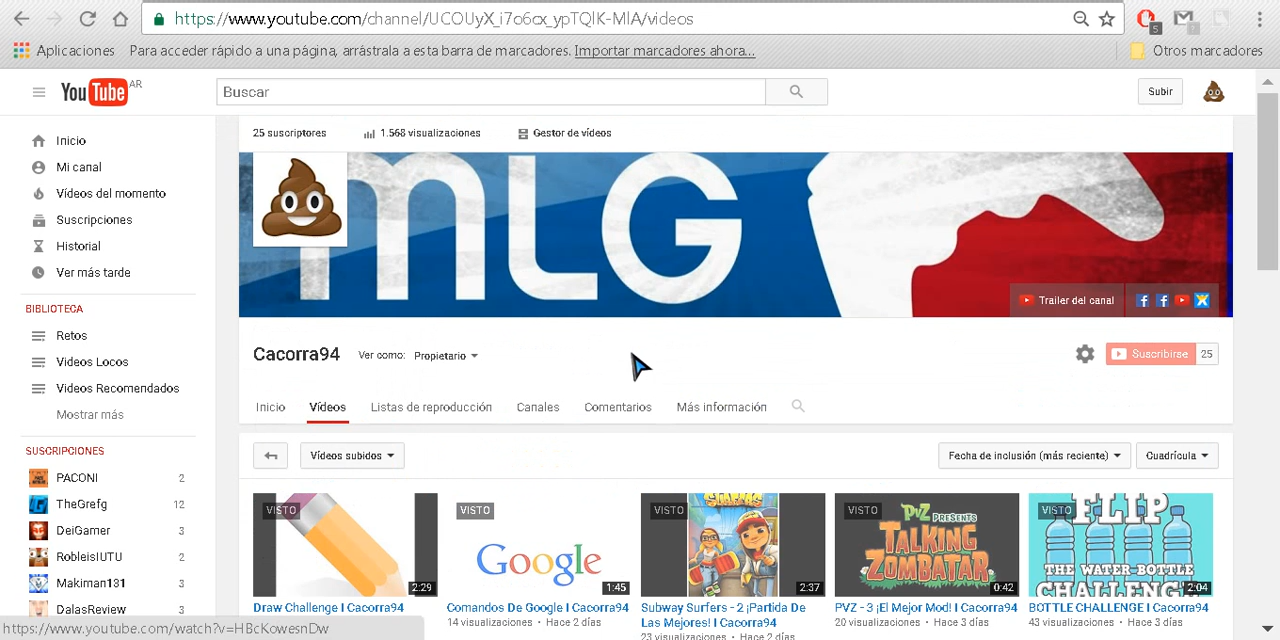 https://www.youtube.com/channel/UCOUyX_i7o6cx_ypTQlK-MlA/videos
Aplicaciones Para acceder rápido a una página, arrástrala a esta barra de marcadores. Importar marcadores ahora... Otros marcadores
YouTube AR Buscar Subir
25 suscriptores 1.568 visualizaciones Gestor de vídeos
Inicio
Mi canal
Vídeos del momento
Suscripciones
Historial
Ver más tarde
BIBLIOTECA
Retos
Videos Locos
Videos Recomendados
Mostrar más
SUSCRIPCIONES
PACONI 2
TheGrefg 12
DeiGamer 3
RobleisIUTU 2
Makiman131 3
DalasReview 3
MLG
Trailer del canal
Cacorra94 Ver como: Propietario Suscribirse 25
Inicio Vídeos Listas de reproducción Canales Comentarios Más información
Vídeos subidos Fecha de inclusión (más reciente) Cuadrícula
VISTO
2:29
Draw Challenge I Cacorra94
VISTO
Google
1:45
Comandos De Google I Cacorra94
14 visualizaciones • Hace 2 días
VISTO
SUBWAY
SURFERS
2:37
Subway Surfers - 2 ¡Partida De
Las Mejores! I Cacorra94
23 visualizaciones • Hace 2 días
VISTO
PvZ PRESENTS
TALKING
ZOMBATAR
0:42
PVZ - 3 ¡El Mejor Mod! I Cacorra94
20 visualizaciones • Hace 3 días
VISTO
FLIP
THE WATER BOTTLE
CHALLENGE
2:04
BOTTLE CHALLENGE I Cacorra94
43 visualizaciones • Hace 3 días
https://www.youtube.com/watch?v=HBcKowesnDw